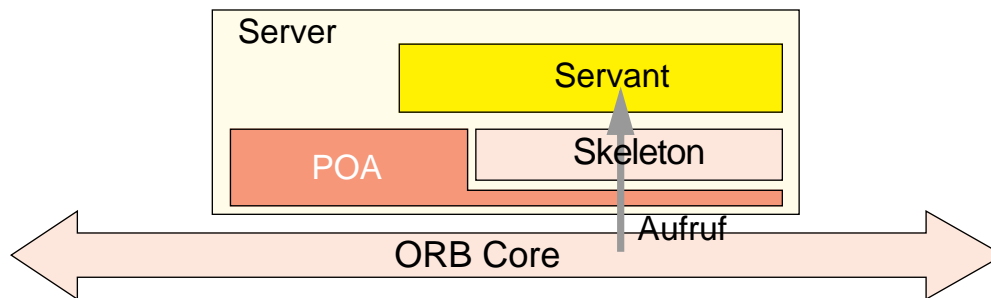 Server
Servant
Skeleton
POA
Aufruf
ORB Core